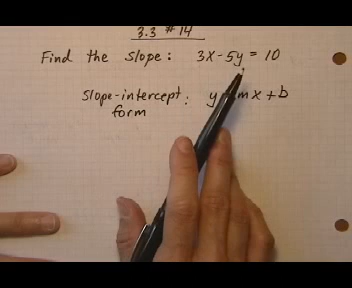 3.3 #14
Find the slope: 3x - 5y = 10
slope-intercept: y = mx + b
form